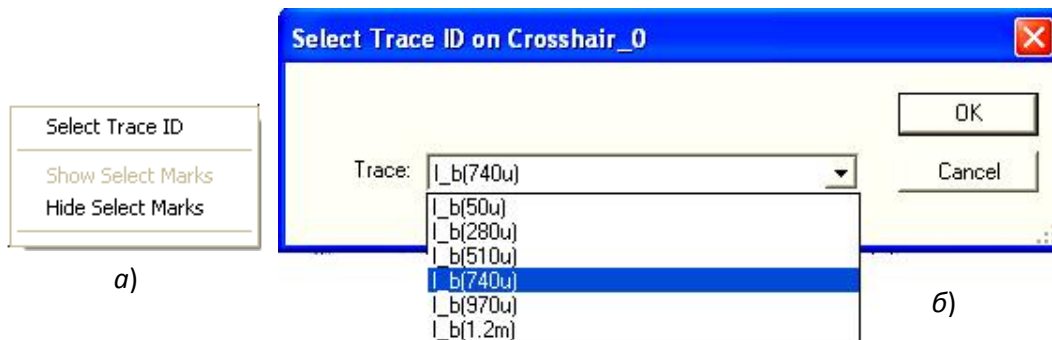 Select Trace ID
Show Select Marks
Hide Select Marks
а)
Select Trace ID on Crosshair_0
OK
Trace: I_b(740u)
Cancel
I_b(50u)
I_b(280u)
I_b(510u)
I_b(740u)
I_b(970u)
I_b(1.2m)
б)